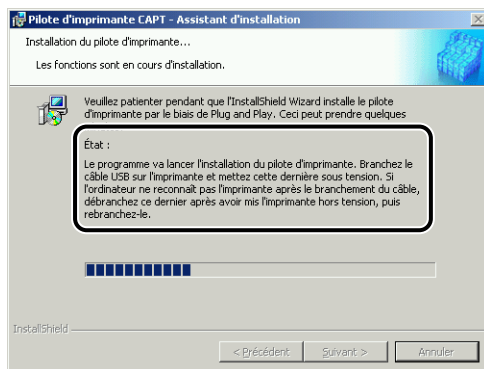 Pilote d'imprimante CAPT - Assistant d'installation
Installation du pilote d'imprimante...
Les fonctions sont en cours d'installation.
Veuillez patienter pendant que l'InstallShield Wizard installe le pilote
d'imprimante par le biais de Plug and Play. Ceci peut prendre quelques
État :
Le programme va lancer l'installation du pilote d'imprimante. Branchez le
câble USB sur l'imprimante et mettez cette dernière sous tension. Si
l'ordinateur ne reconnaît pas l'imprimante après le branchement du câble,
débranchez ce dernier après avoir mis l'imprimante hors tension, puis
rebranchez-le.
InstallShield
< Précédent
Suivant >
Annuler